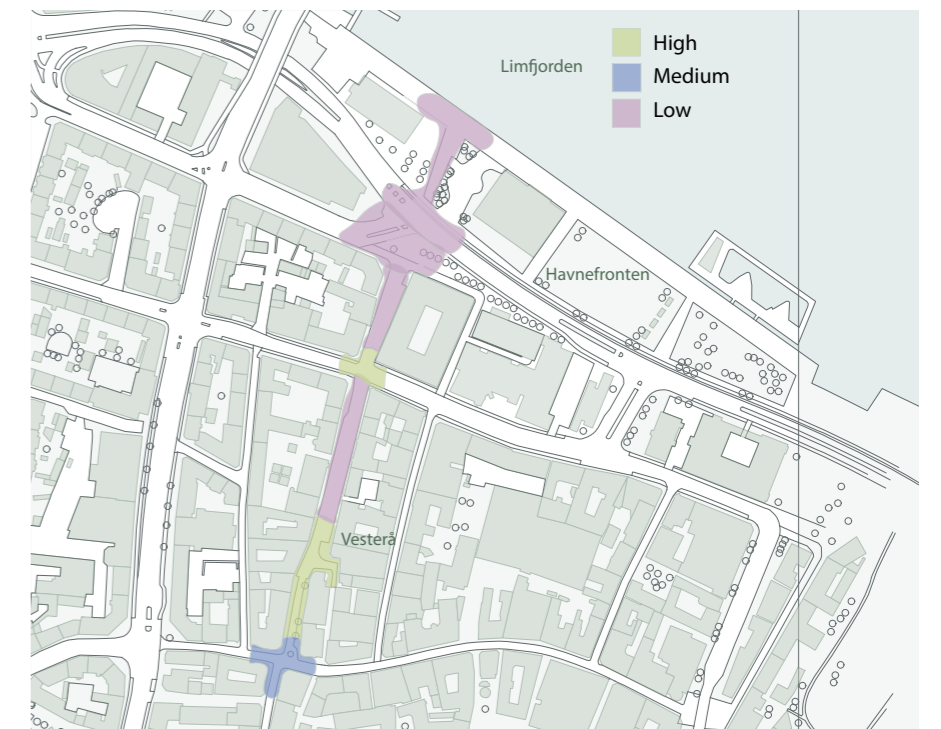 Limfjorden
High
Medium
Low
Havnefronten
Vesterå